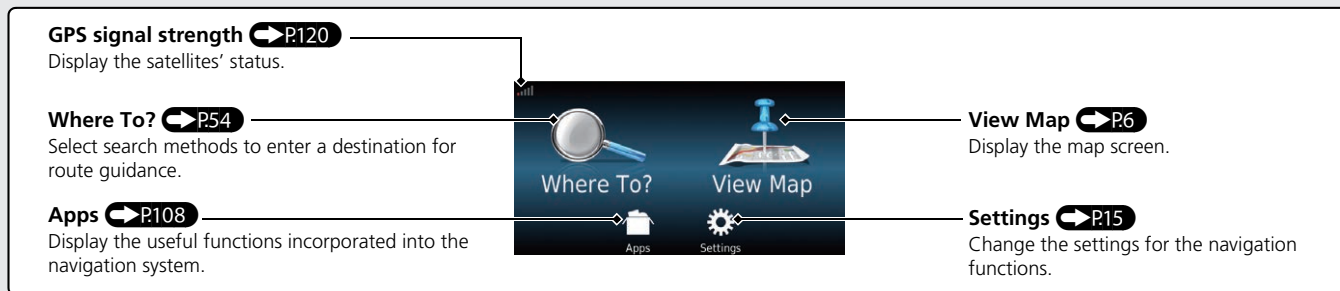 GPS signal strength P.120
Display the satellites’ status.
Where To? P.54
Select search methods to enter a destination for
route guidance.
Apps P.108
Display the useful functions incorporated into the
navigation system.
Where To?
View Map
Apps
Settings
View Map P.6
Display the map screen.
Settings P.15
Change the settings for the navigation
functions.